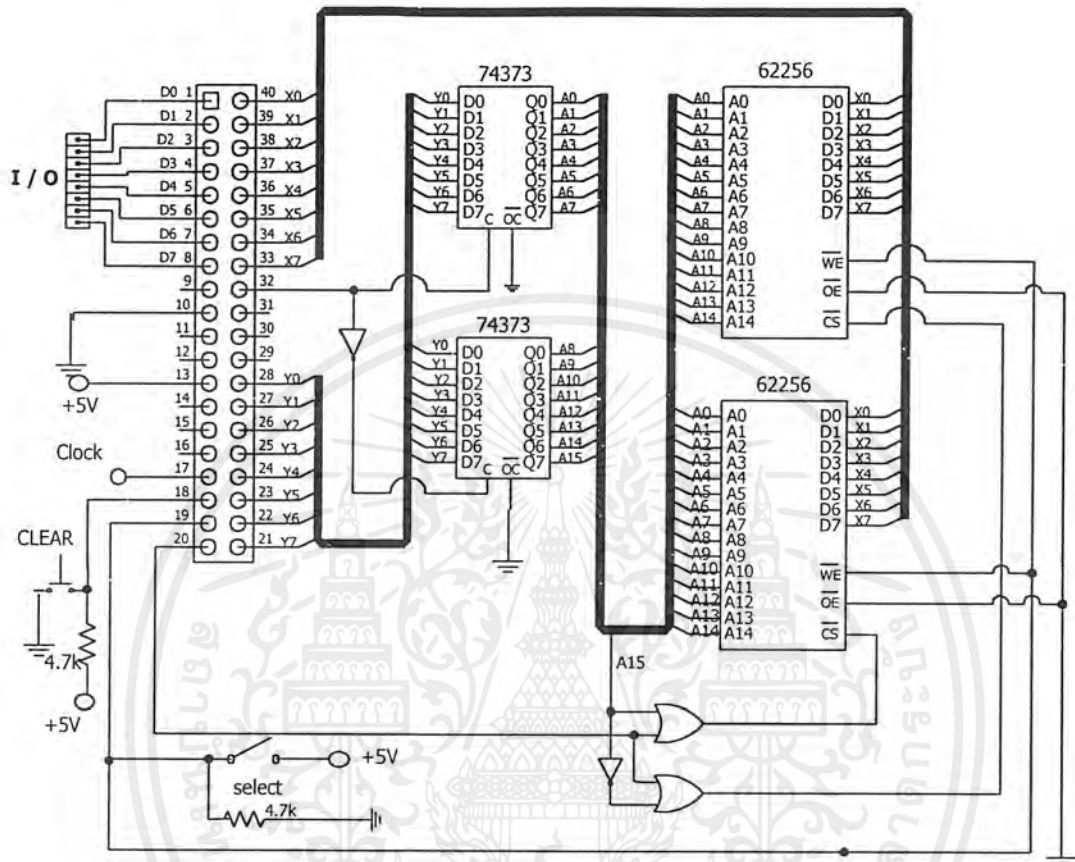 74373
62256
D0 1
40 X0
D1 2
39 X1
D2 3
38 X2
D3 4
37 X3
D4 5
36 X4
D5 6
35 X5
D6 7
34 X6
D7 8
33 X7
9
32
10
31
11
30
12
29
13
28 Y0
14
27 Y1
15
26 Y2
16
25 Y3
17
24 Y4
18
23 Y5
19
22 Y6
20
21 Y7
I / O
+5V
Clock
CLEAR
4.7k
+5V
Y0 D0 Q0 A0
Y1 D1 Q1 A1
Y2 D2 Q2 A2
Y3 D3 Q3 A3
Y4 D4 Q4 A4
Y5 D5 Q5 A5
Y6 D6 Q6 A6
Y7 D7 Q7 A7
C OC
74373
Y0 D0 Q0 A8
Y1 D1 Q1 A9
Y2 D2 Q2 A10
Y3 D3 Q3 A11
Y4 D4 Q4 A12
Y5 D5 Q5 A13
Y6 D6 Q6 A14
Y7 D7 Q7 A15
C OC
A0 A0 D0 X0
A1 A1 D1 X1
A2 A2 D2 X2
A3 A3 D3 X3
A4 A4 D4 X4
A5 A5 D5 X5
A6 A6 D6 X6
A7 A7 D7 X7
A8 A8
A9 A9
A10 A10 WE
A11 A11
A12 A12 OE
A13 A13
A14 A14 CS
62256
A0 A0 D0 X0
A1 A1 D1 X1
A2 A2 D2 X2
A3 A3 D3 X3
A4 A4 D4 X4
A5 A5 D5 X5
A6 A6 D6 X6
A7 A7 D7 X7
A8 A8
A9 A9
A10 A10 WE
A11 A11
A12 A12 OE
A13 A13
A14 A14 CS
A15
+5V
select
4.7k